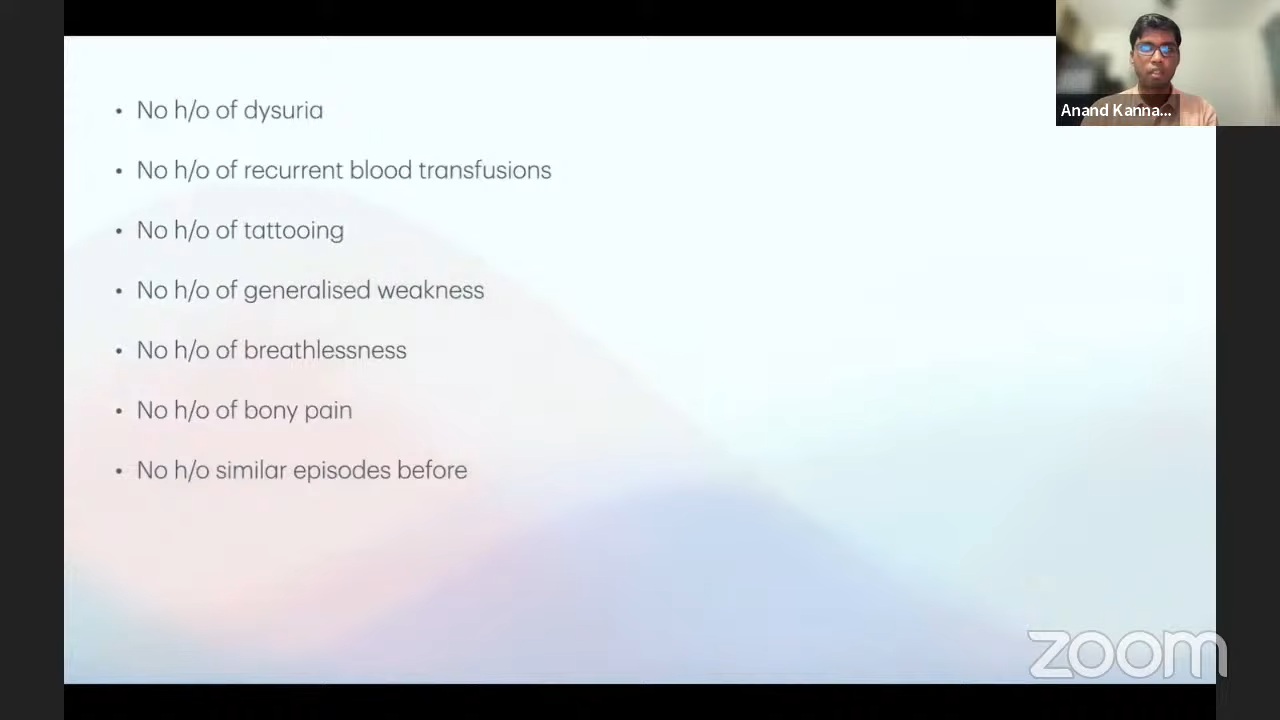 • No h/o of dysuria
• No h/o of recurrent blood transfusions
• No h/o of tattooing
• No h/o of generalised weakness
• No h/o of breathlessness
• No h/o of bony pain
• No h/o similar episodes before
Anand Kanna...
zoom